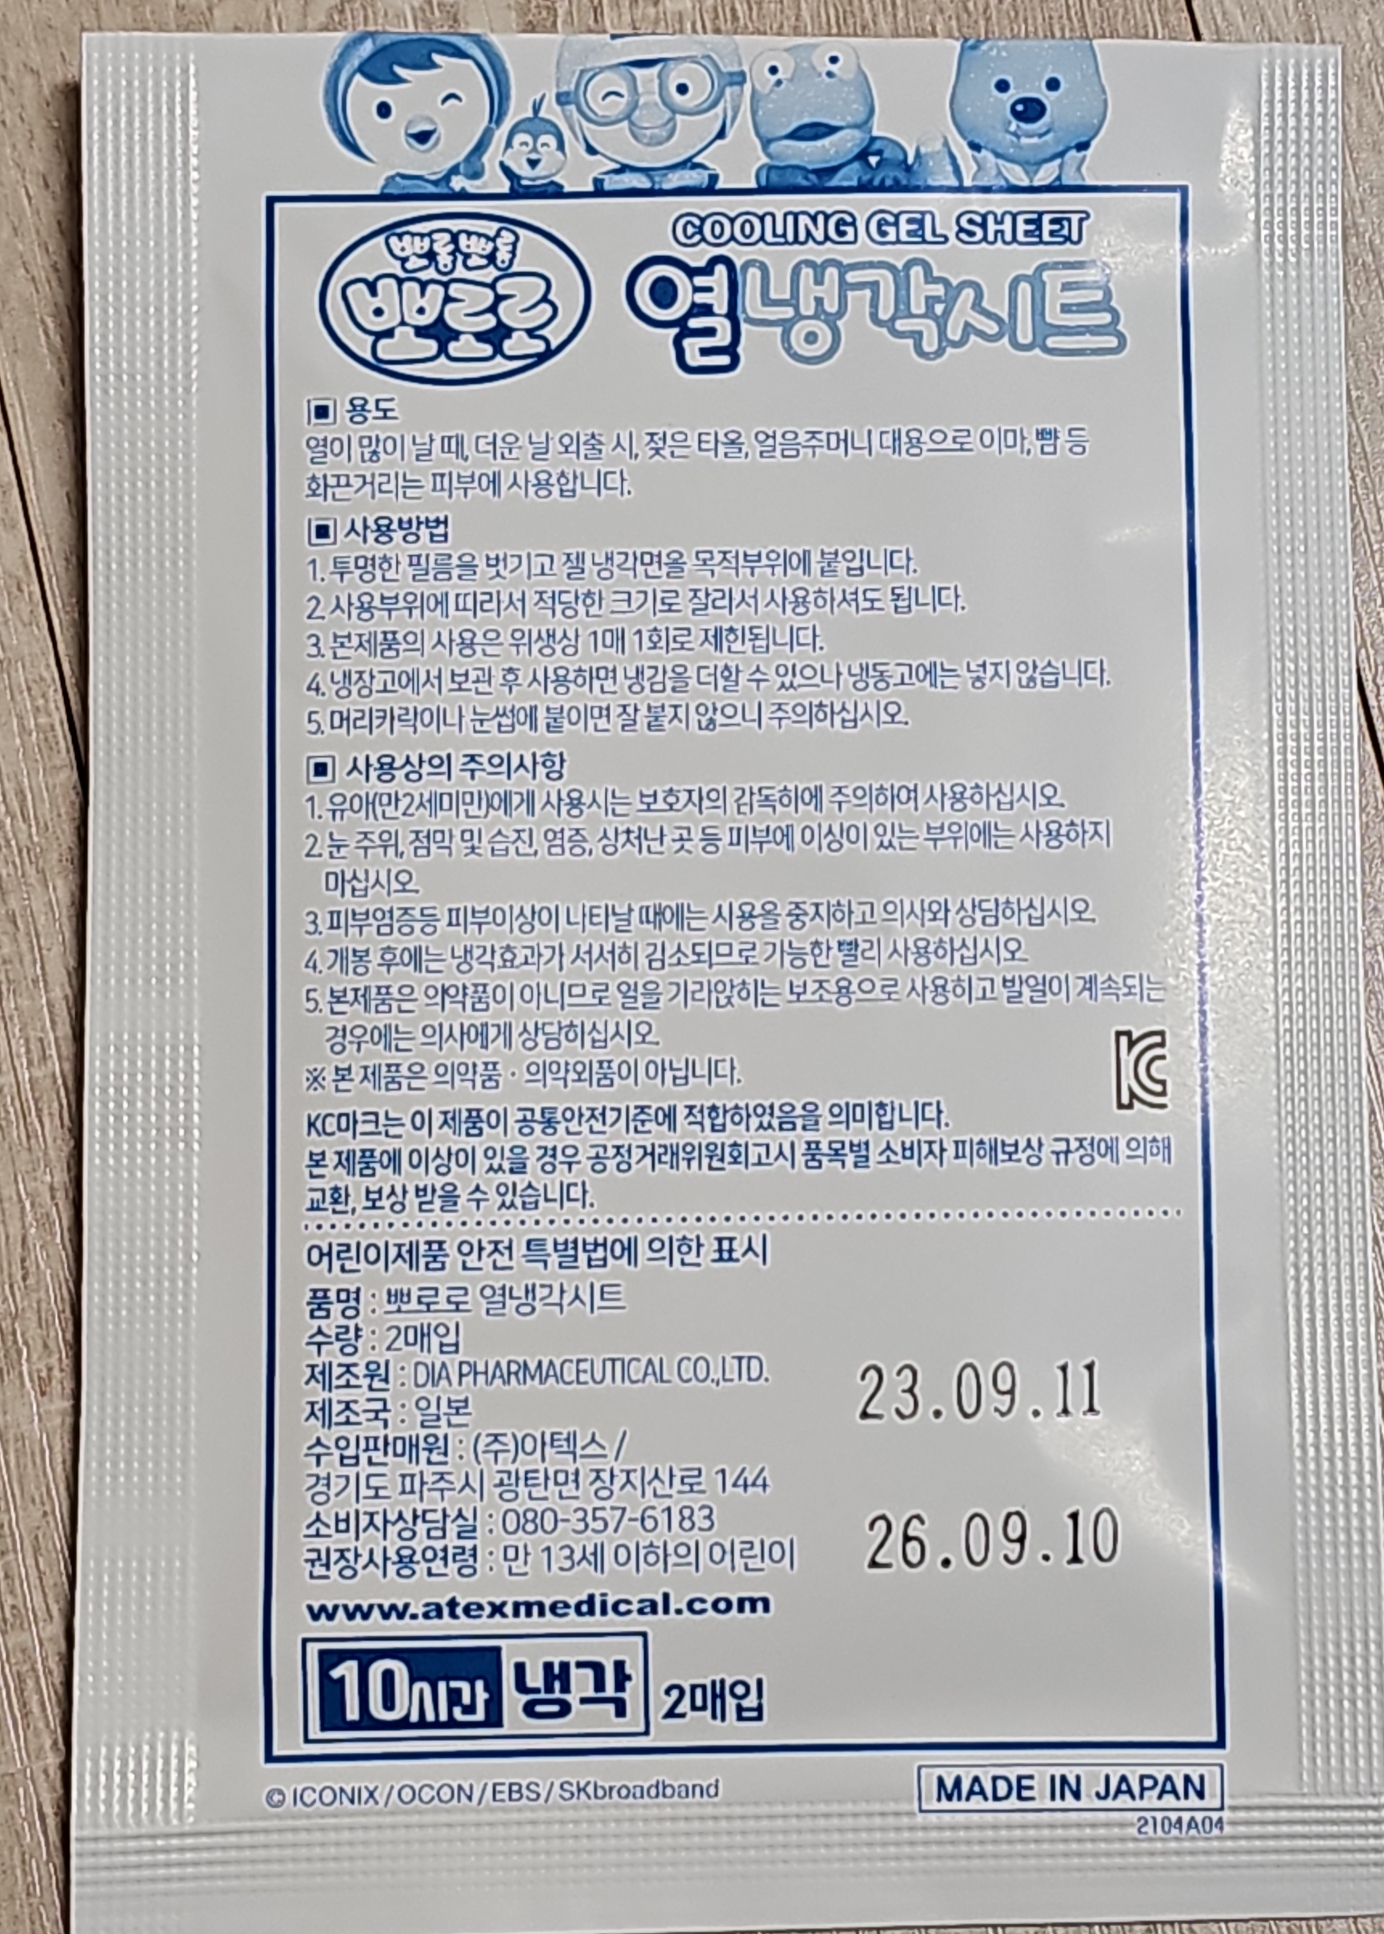 COOLING GEL SHEET
뽀롱뽀롱
뽀로로
열냉각시트
▣ 용도
열이 많이 날 때, 더운 날 외출 시, 젖은 타올, 얼음주머니 대용으로 이마, 뺨 등
화끈거리는 피부에 사용합니다.
▣ 사용방법
1. 투명한 필름을 벗기고 젤 냉각면을 목적부위에 붙입니다.
2. 사용부위에 따라서 적당한 크기로 잘라서 사용하셔도 됩니다.
3. 본제품의 사용은 위생상 1매 1회로 제한됩니다.
4. 냉장고에서 보관 후 사용하면 냉감을 더할 수 있으나 냉동고에는 넣지 않습니다.
5. 머리카락이나 눈썹에 붙이면 잘 붙지 않으니 주의하십시오.
▣ 사용상의 주의사항
1. 유아(만2세미만)에게 사용시는 보호자의 감독하에 주의하여 사용하십시오.
2. 눈 주위, 점막 및 습진, 염증, 상처난 곳 등 피부에 이상이 있는 부위에는 사용하지
마십시오.
3. 피부염증등 피부이상이 나타날 때에는 사용을 중지하고 의사와 상담하십시오.
4. 개봉 후에는 냉각효과가 서서히 감소되므로 가능한 빨리 사용하십시오.
5. 본제품은 의약품이 아니므로 열을 가라앉히는 보조용으로 사용하고 발열이 계속되는
경우에는 의사에게 상담하십시오.
※ 본 제품은 의약품 · 의약외품이 아닙니다.
KC
KC마크는 이 제품이 공통안전기준에 적합하였음을 의미합니다.
본 제품에 이상이 있을 경우 공정거래위원회고시 품목별 소비자 피해보상 규정에 의해
교환, 보상 받을 수 있습니다.
어린이제품 안전 특별법에 의한 표시
품명 : 뽀로로 열냉각시트
수량 : 2매입
제조원 : DIA PHARMACEUTICAL CO.,LTD.
제조국 : 일본
수입판매원 : (주)아텍스 /
경기도 파주시 광탄면 장지산로 144
소비자상담실 : 080-357-6183
권장사용연령 : 만 13세 이하의 어린이
23.09.11
26.09.10
www.atexmedical.com
10시간 냉각 2매입
© ICONIX/OCON/EBS/SKbroadband
MADE IN JAPAN
2104A04